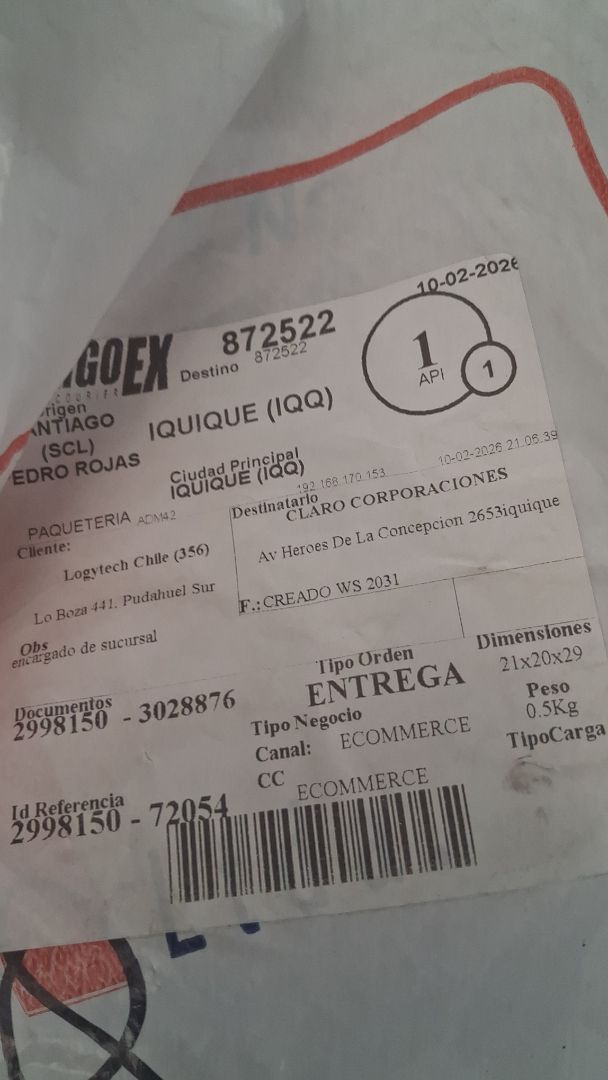 10-02-2026
GOEX
COURIER
872522
Destino 872522
1
API
1
rigen
ANTIAGO
(SCL)
EDRO ROJAS
IQUIQUE (IQQ)
Ciudad Principal
IQUIQUE (IQQ)
192.168.170.153
10-02-2026 21.06.39
PAQUETERIA ADM42
Cliente:
Logytech Chile (356)
Lo Boza 441. Pudahuel Sur
Obs
encargado de sucursal
Destinatario
CLARO CORPORACIONES
Av Heroes De La Concepcion 2653iquique
F.:CREADO WS 2031
Documentos
2998150 - 3028876
Tipo Orden
ENTREGA
Dimensiones
21x20x29
Peso
0.5Kg
TipoCarga
Tipo Negocio
Canal: ECOMMERCE
CC ECOMMERCE
Id Referencia
2998150 - 72054